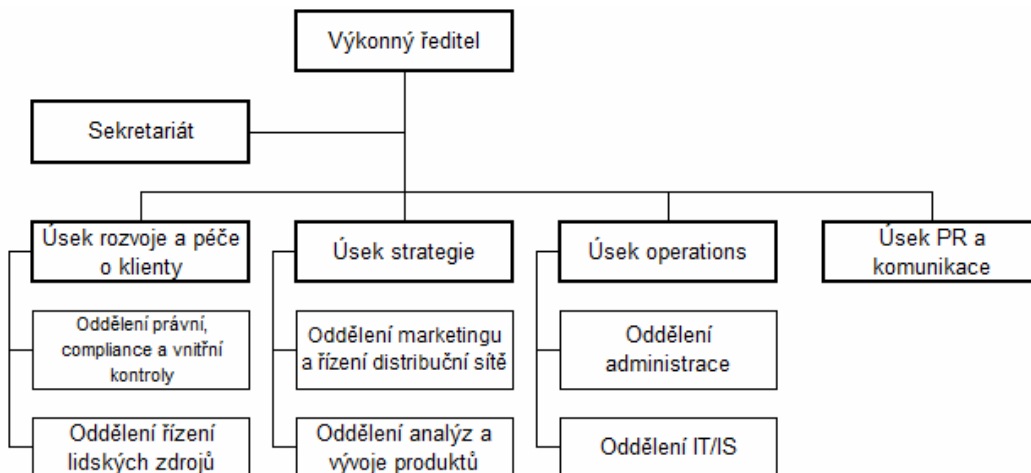 Výkonný ředitel
Sekretariát
Úsek rozvoje a péče
o klienty
Úsek strategie
Úsek operations
Úsek PR a
komunikace
Oddělení právní,
compliance a vnitřní
kontroly
Oddělení marketingu
a řízení distribuční sítě
Oddělení
administrace
Oddělení řízení
lidských zdrojů
Oddělení analýz a
vývoje produktů
Oddělení IT/IS